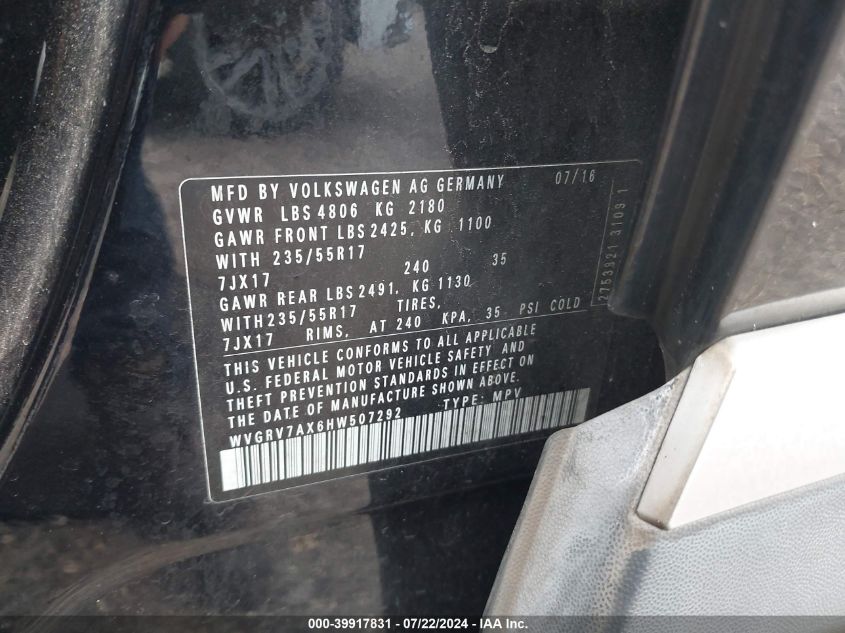 MFD BY VOLKSWAGEN AG GERMANY 07/16
GVWR LBS 4806 KG 2180
GAWR FRONT LBS 2425, KG 1100
WITH 235/55R17
7JX17 240 35
GAWR REAR LBS 2491, KG 1130
WITH 235/55R17 TIRES,
7JX17 RIMS, AT 240 KPA, 35 PSI COLD
THIS VEHICLE CONFORMS TO ALL APPLICABLE
U.S. FEDERAL MOTOR VEHICLE SAFETY AND
THEFT PREVENTION STANDARDS IN EFFECT ON
THE DATE OF MANUFACTURE SHOWN ABOVE.
WVGRV7AX6HW507292 TYPE: MPV
2753921 31091
000-39917831 - 07/22/2024 - IAA Inc.